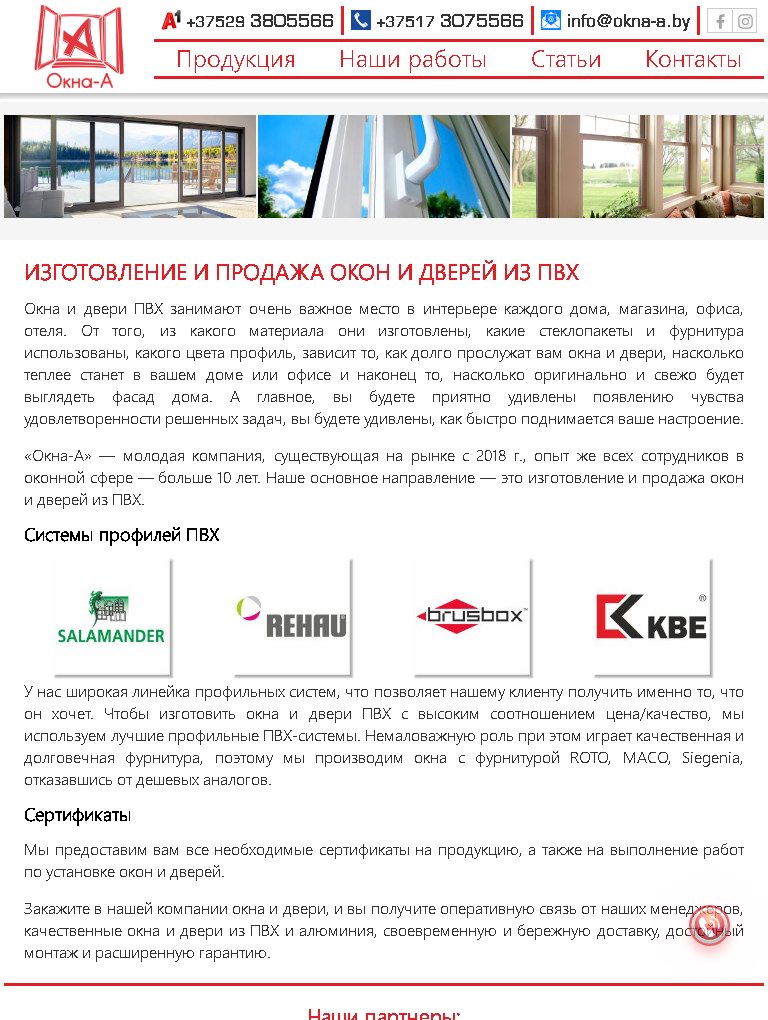 Окна-А
A1 +37529 3805566
+37517 3075566
info@okna-a.by
Продукция Наши работы Статьи Контакты
ИЗГОТОВЛЕНИЕ И ПРОДАЖА ОКОН И ДВЕРЕЙ ИЗ ПВХ
Окна и двери ПВХ занимают очень важное место в интерьере каждого дома, магазина, офиса,
отеля. От того, из какого материала они изготовлены, какие стеклопакеты и фурнитура
использованы, какого цвета профиль, зависит то, как долго прослужат вам окна и двери, насколько
теплее станет в вашем доме или офисе и наконец то, насколько оригинально и свежо будет
выглядеть фасад дома. А главное, вы будете приятно удивлены появлению чувства
удовлетворенности решенных задач, вы будете удивлены, как быстро поднимается ваше настроение.
«Окна-А» — молодая компания, существующая на рынке с 2018 г., опыт же всех сотрудников в
оконной сфере — больше 10 лет. Наше основное направление — это изготовление и продажа окон
и дверей из ПВХ.
Системы профилей ПВХ
SALAMANDER
REHAU
brusbox™
KBE®
У нас широкая линейка профильных систем, что позволяет нашему клиенту получить именно то, что
он хочет. Чтобы изготовить окна и двери ПВХ с высоким соотношением цена/качество, мы
используем лучшие профильные ПВХ-системы. Немаловажную роль при этом играет качественная и
долговечная фурнитура, поэтому мы производим окна с фурнитурой ROTO, MACO, Siegenia,
отказавшись от дешевых аналогов.
Сертификаты
Мы предоставим вам все необходимые сертификаты на продукцию, а также на выполнение работ
по установке окон и дверей.
Закажите в нашей компании окна и двери, и вы получите оперативную связь от наших менеджеров,
качественные окна и двери из ПВХ и алюминия, своевременную и бережную доставку, достойный
монтаж и расширенную гарантию.
Наши партнеры: